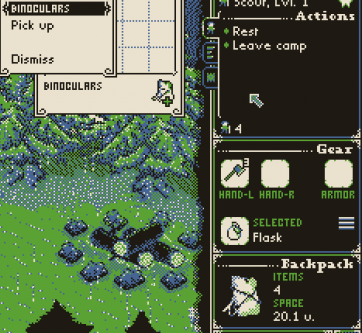 BINOCULARS
Pick up
Dismiss
BINOCULARS
Scout, Lvl. 1
Actions
Rest
Leave camp
4
Gear
HAND-L HAND-R ARMOR
SELECTED
Flask
Backpack
ITEMS
4
SPACE
20.1 u.